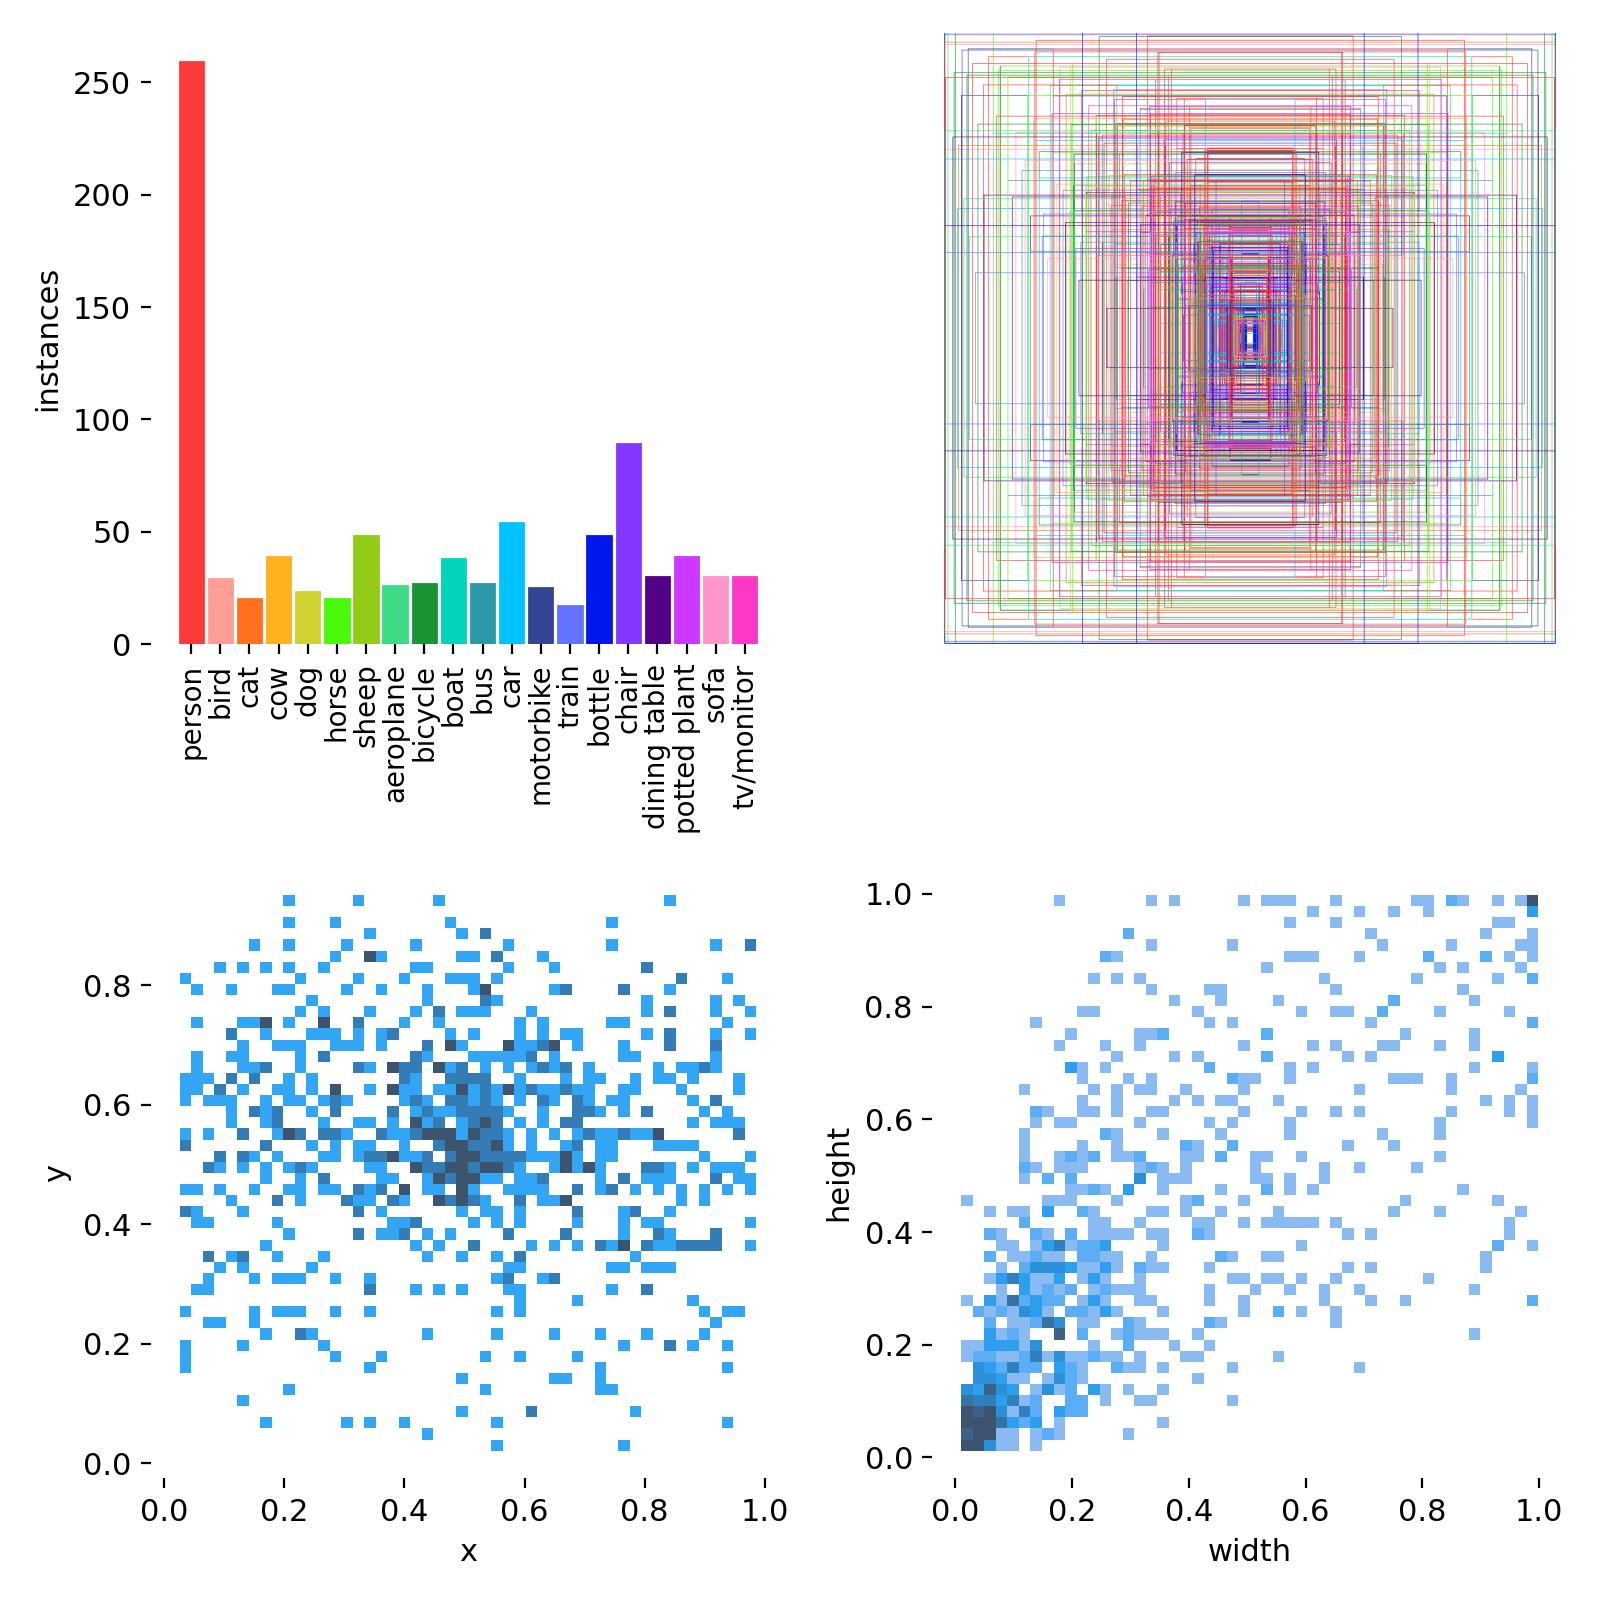 instances
250
200
150
100
50
0
person
bird
cat
cow
dog
horse
sheep
aeroplane
bicycle
boat
bus
car
motorbike
train
bottle
chair
dining table
potted plant
sofa
tv/monitor
y
0.8
0.6
0.4
0.2
0.0
0.0 0.2 0.4 0.6 0.8 1.0
x
height
1.0
0.8
0.6
0.4
0.2
0.0
0.0 0.2 0.4 0.6 0.8 1.0
width